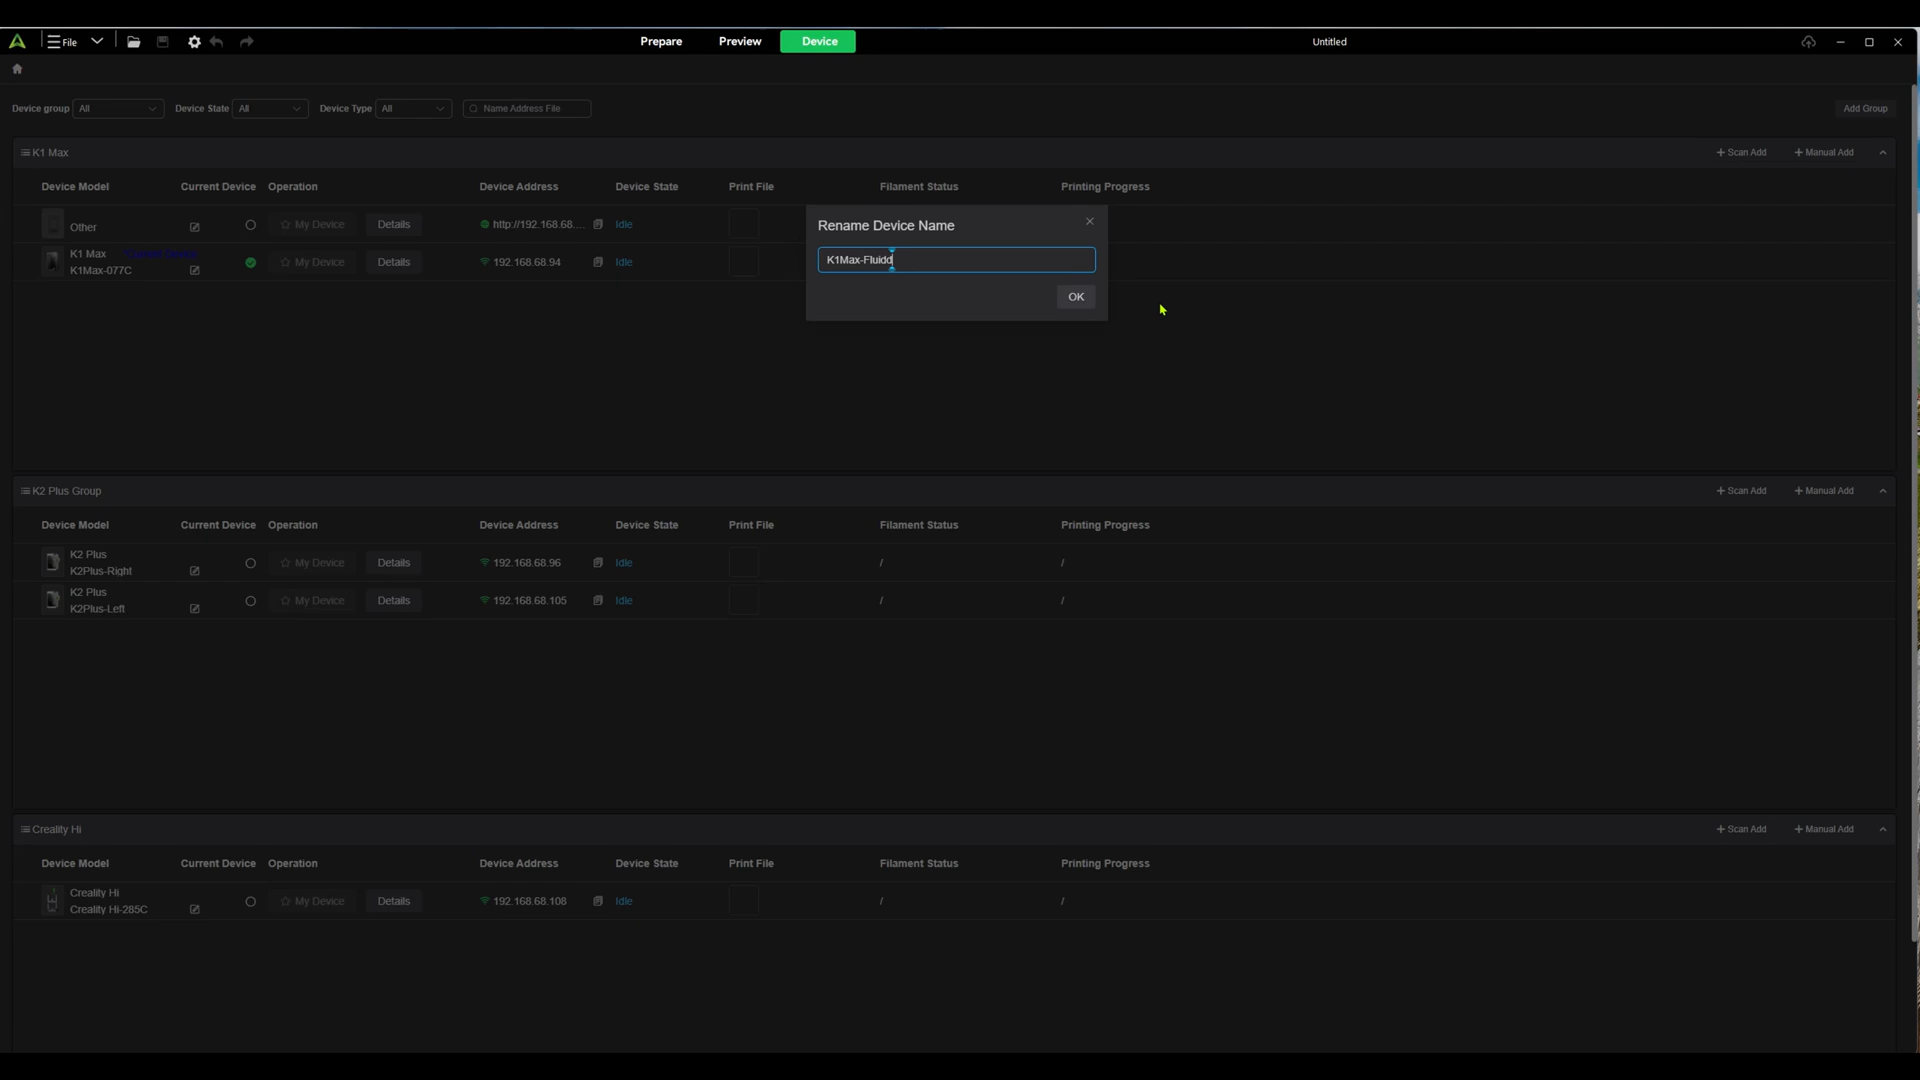 File Prepare Preview Device Untitled
Device group All Device State All Device Type All Name Address File Add Group
K1 Max + Scan Add + Manual Add
Device Model Current Device Operation Device Address Device State Print File Filament Status Printing Progress
Other My Device Details http://192.168.68.... Idle
K1 Max
K1Max-077C My Device Details 192.168.68.94 Idle
Rename Device Name
K1Max-Fluidd
OK
K2 Plus Group + Scan Add + Manual Add
Device Model Current Device Operation Device Address Device State Print File Filament Status Printing Progress
K2 Plus
K2Plus-Right My Device Details 192.168.68.96 Idle / /
K2 Plus
K2Plus-Left My Device Details 192.168.68.105 Idle / /
Creality Hi + Scan Add + Manual Add
Device Model Current Device Operation Device Address Device State Print File Filament Status Printing Progress
Creality Hi
Creality Hi-285C My Device Details 192.168.68.108 Idle / /